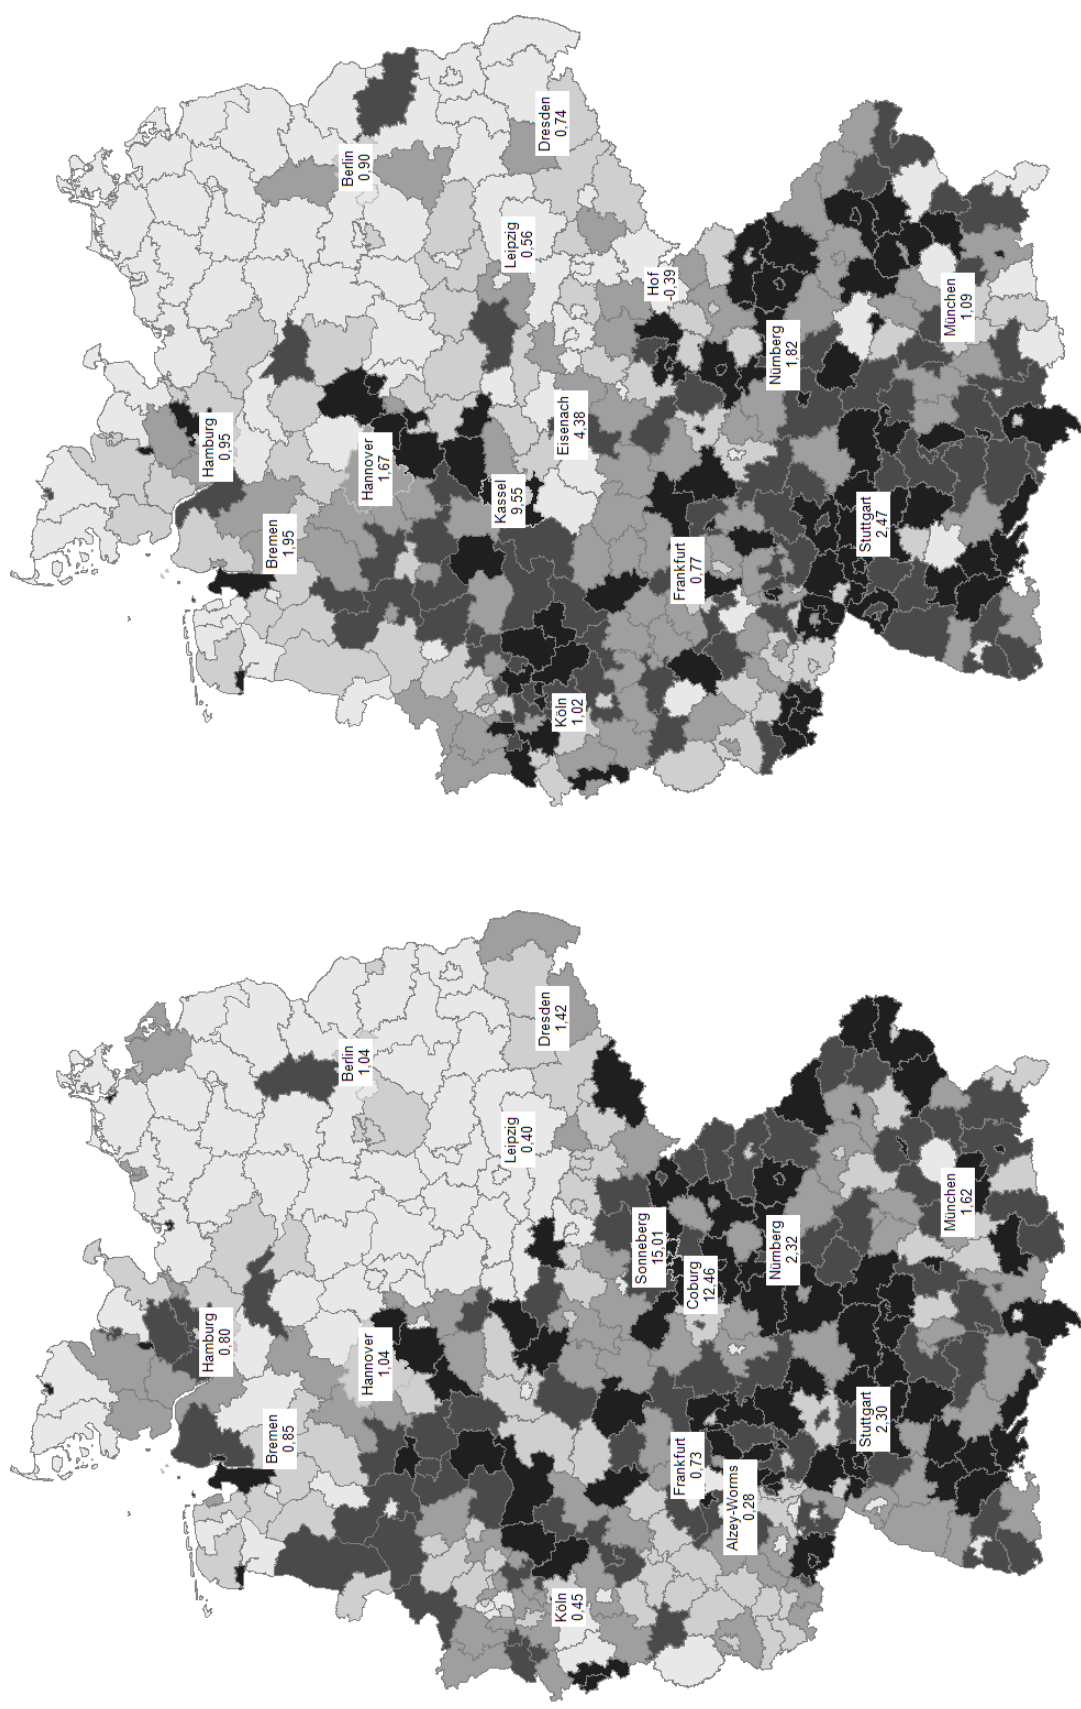 Hamburg
0,80
Bremen
0,85
Hannover
1,04
Berlin
1,04
Leipzig
0,40
Dresden
1,42
Köln
0,45
Sonneberg
15,01
Coburg
12,46
Frankfurt
0,73
Alzey-Worms
0,28
Nürnberg
2,32
Stuttgart
2,30
München
1,62
Hamburg
0,95
Bremen
1,95
Hannover
1,67
Berlin
0,90
Leipzig
0,56
Dresden
0,74
Kassel
9,55
Eisenach
4,38
Köln
1,02
Hof
-0,39
Frankfurt
0,77
Nürnberg
1,82
Stuttgart
2,47
München
1,09